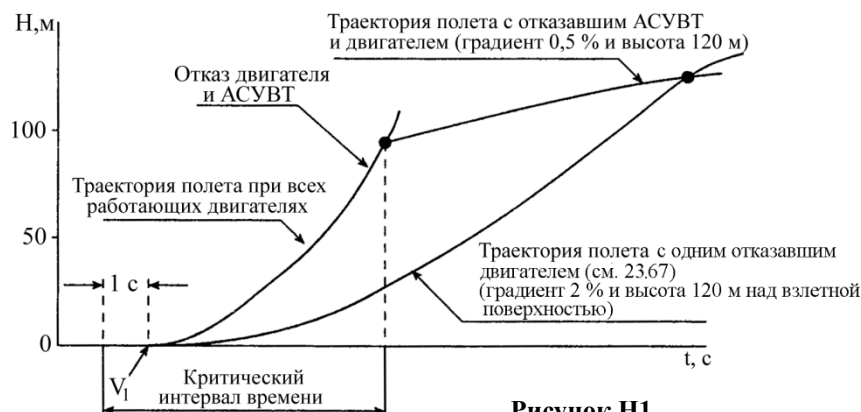 Н,м
Траектория полета с отказавшим АСУВТ
и двигателем (градиент 0,5 % и высота 120 м)
Отказ двигателя
и АСУВТ
100
Траектория полета при всех
работающих двигателях
50
Траектория полета с одним отказавшим
двигателем (см. 23.67)
(градиент 2 % и высота 120 м над взлетной
поверхностью)
1 с
0
t, с
V1
Критический
интервал времени
Рисунок Н1